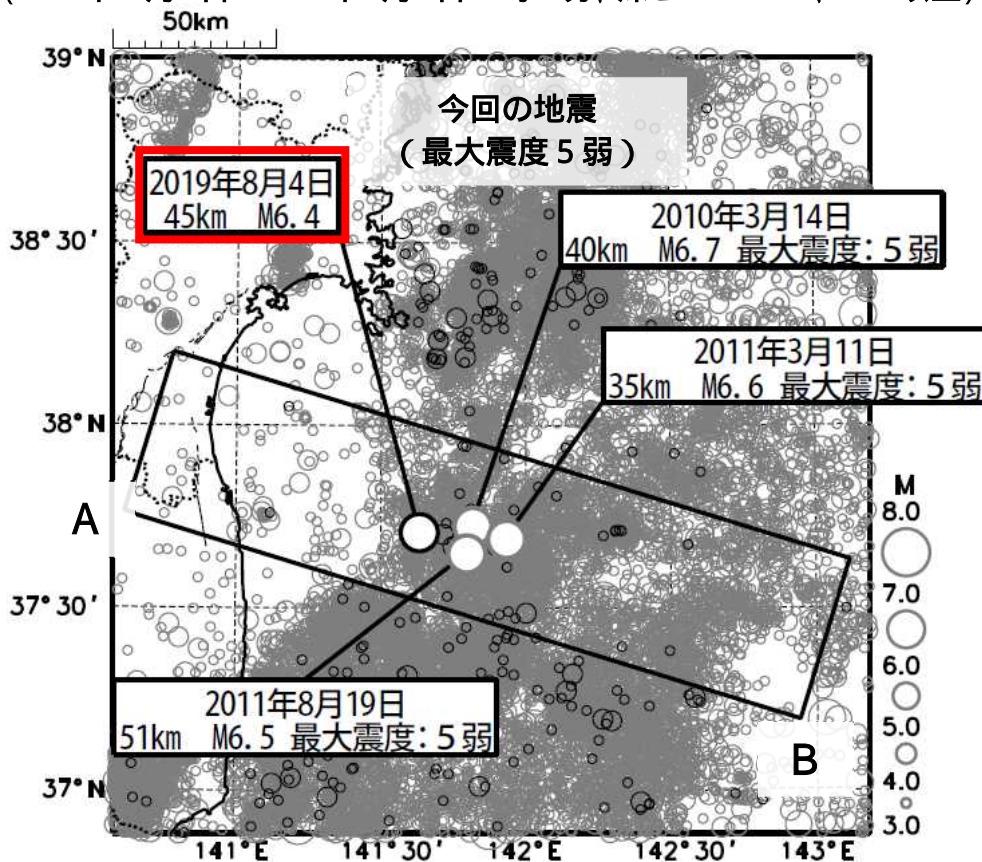 50km
39°N
今回の地震
（最大震度５弱）
2019年8月4日
45km M6.4
2010年3月14日
40km M6.7 最大震度：５弱
38°30′
2011年3月11日
35km M6.6 最大震度：５弱
38°N
A
M
8.0
7.0
37°30′
6.0
2011年8月19日
51km M6.5 最大震度：５弱
5.0
B
4.0
37°N
3.0
141°E
141°30′
142°E
142°30′
143°E